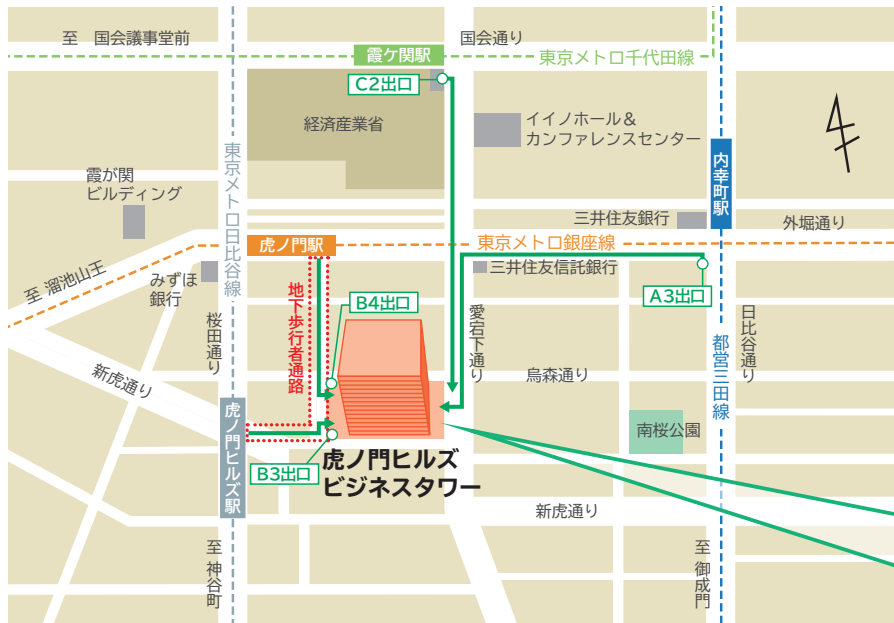 至 国会議事堂前
国会通り
霞ケ関駅
東京メトロ千代田線
C2出口
経済産業省
イイノホール＆
カンファレンスセンター
東京メトロ日比谷線
内幸町駅
霞が関
ビルディング
三井住友銀行
外堀通り
虎ノ門駅
東京メトロ銀座線
至 溜池山王
みずほ
銀行
三井住友信託銀行
A3出口
地下歩行者通路
B4出口
愛宕下通り
日比谷通り
桜田通り
都営三田線
新虎通り
烏森通り
虎ノ門ヒルズ駅
南桜公園
B3出口
虎ノ門ヒルズ
ビジネスタワー
新虎通り
至 神谷町
至 御成門